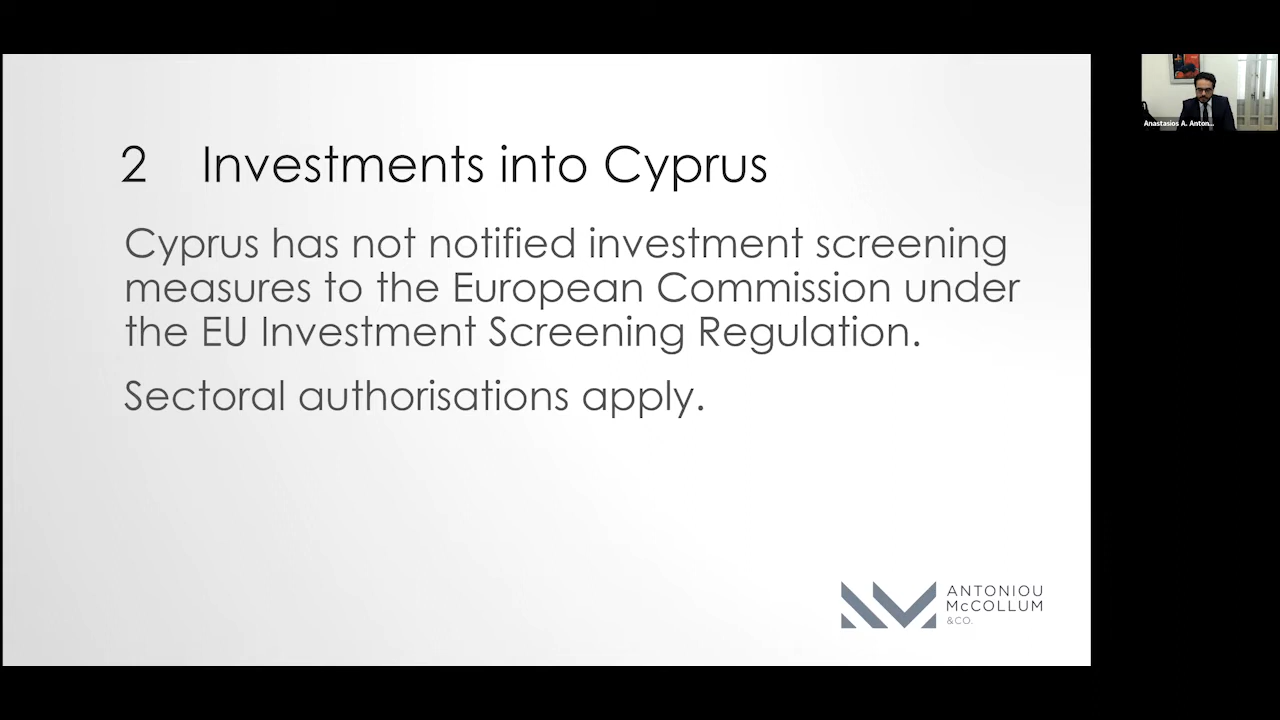 2 Investments into Cyprus
Cyprus has not notified investment screening
measures to the European Commission under
the EU Investment Screening Regulation.
Sectoral authorisations apply.
ANTONIOU
McCOLLUM
&CO.
Anastasios A. Anton...